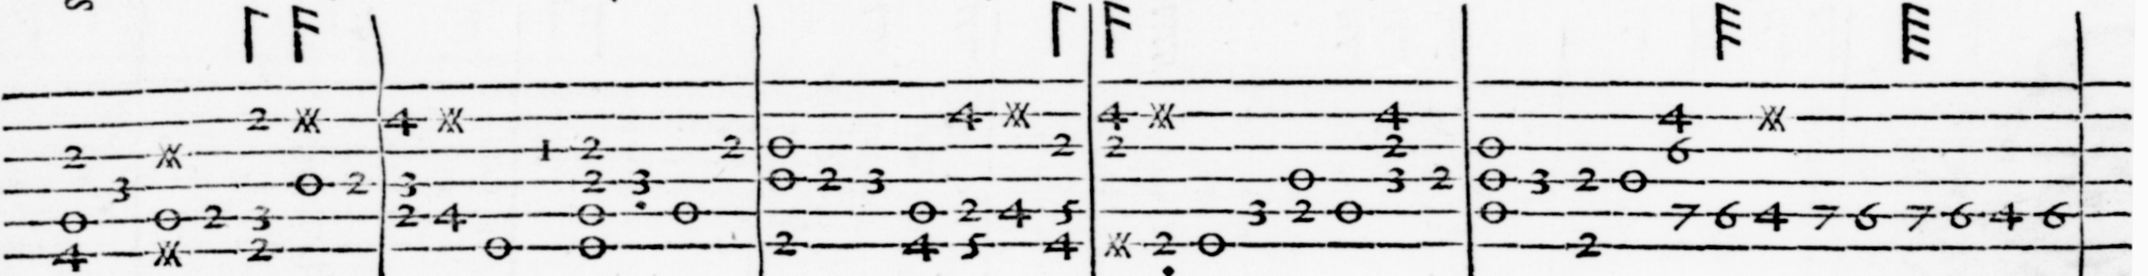 2 X 4 X 4 X 4 X 4 4 X
2 X 1 2 2 0 2 2 2 0 6
3 0 2 3 2 3 0 2 3 0 3 2 0 3 2 0
0 0 2 3 2 4 0 0 0 2 4 5 3 2 0 0 7 6 4 7 6 7 6 4 6
4 X 2 0 0 2 4 5 4 X 2 0 2